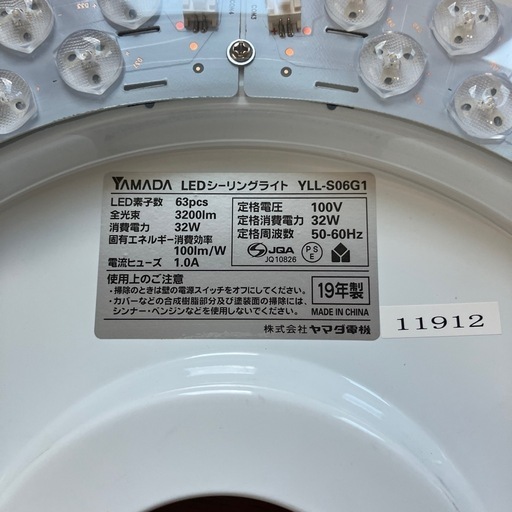 YAMADA LEDシーリングライト YLL-S06G1
LED素子数 63pcs
全光束 3200lm
消費電力 32W
固有エネルギー消費効率
100lm/W
電流ヒューズ 1.0A
定格電圧 100V
定格消費電力 32W
定格周波数 50-60Hz
JQA
JQ10826
PS
E
使用上のご注意
・掃除のときは壁の電源スイッチをオフにしてください。
・カバーなどの合成樹脂部分及び塗装面の掃除には、
シンナー・ベンジンなどを使用しないでください。
19年製
MADE IN CHINA
株式会社 ヤマダ電機
11912